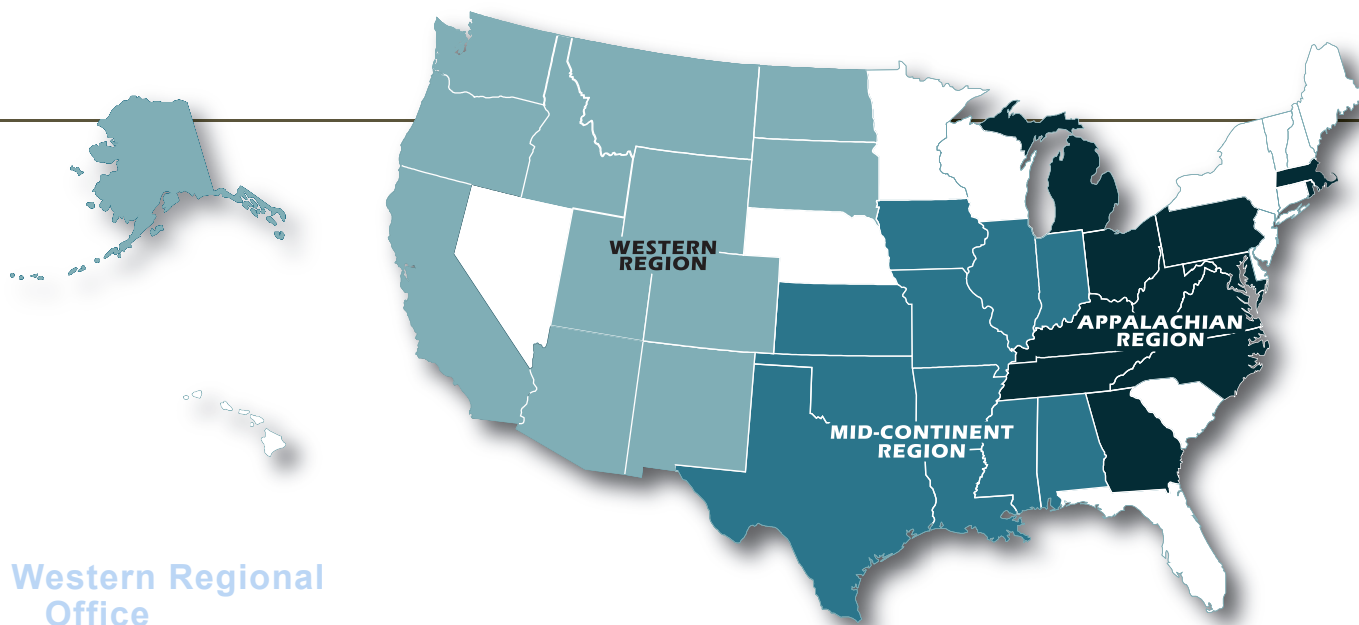 WESTERN
REGION
APPALACHIAN
REGION
MID-CONTINENT
REGION
Western Regional
Office